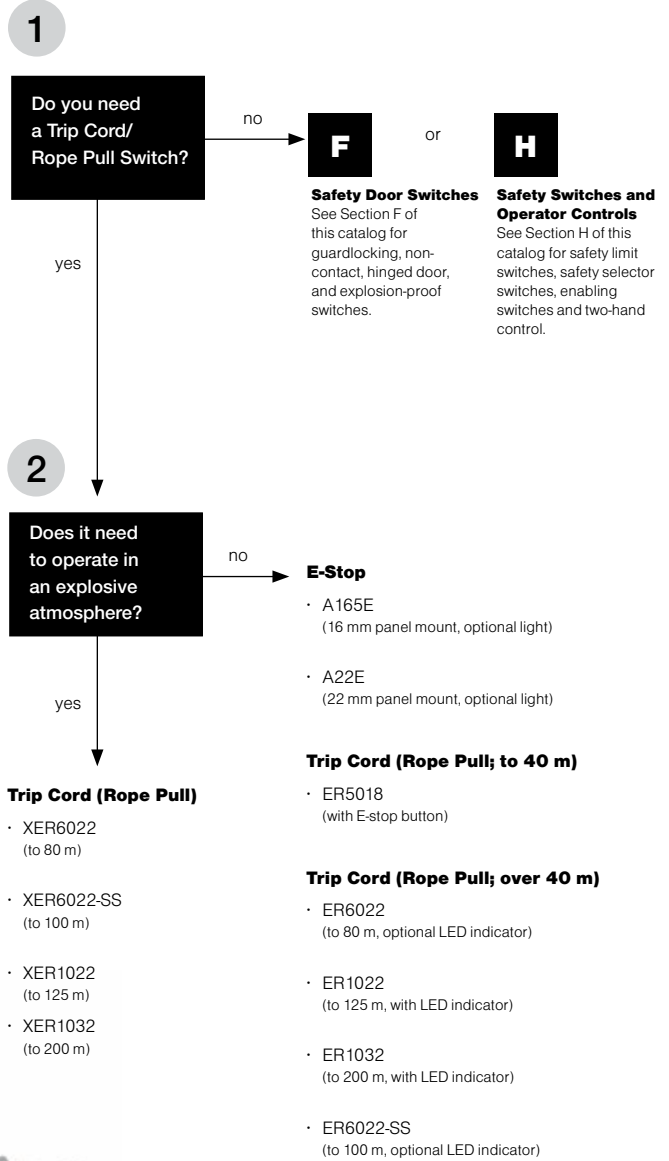 1
Do you need
a Trip Cord/
Rope Pull Switch?
no
F
or
H
Safety Door Switches
See Section F of
this catalog for
guardlocking, non-
contact, hinged door,
and explosion-proof
switches.
Safety Switches and
Operator Controls
See Section H of this
catalog for safety limit
switches, safety selector
switches, enabling
switches and two-hand
control.
yes
2
Does it need
to operate in
an explosive
atmosphere?
no
yes
E-Stop
· A165E
(16 mm panel mount, optional light)
· A22E
(22 mm panel mount, optional light)
Trip Cord (Rope Pull; to 40 m)
· ER5018
(with E-stop button)
Trip Cord (Rope Pull; over 40 m)
· ER6022
(to 80 m, optional LED indicator)
· ER1022
(to 125 m, with LED indicator)
· ER1032
(to 200 m, with LED indicator)
· ER6022-SS
(to 100 m, optional LED indicator)
Trip Cord (Rope Pull)
· XER6022
(to 80 m)
· XER6022-SS
(to 100 m)
· XER1022
(to 125 m)
· XER1032
(to 200 m)